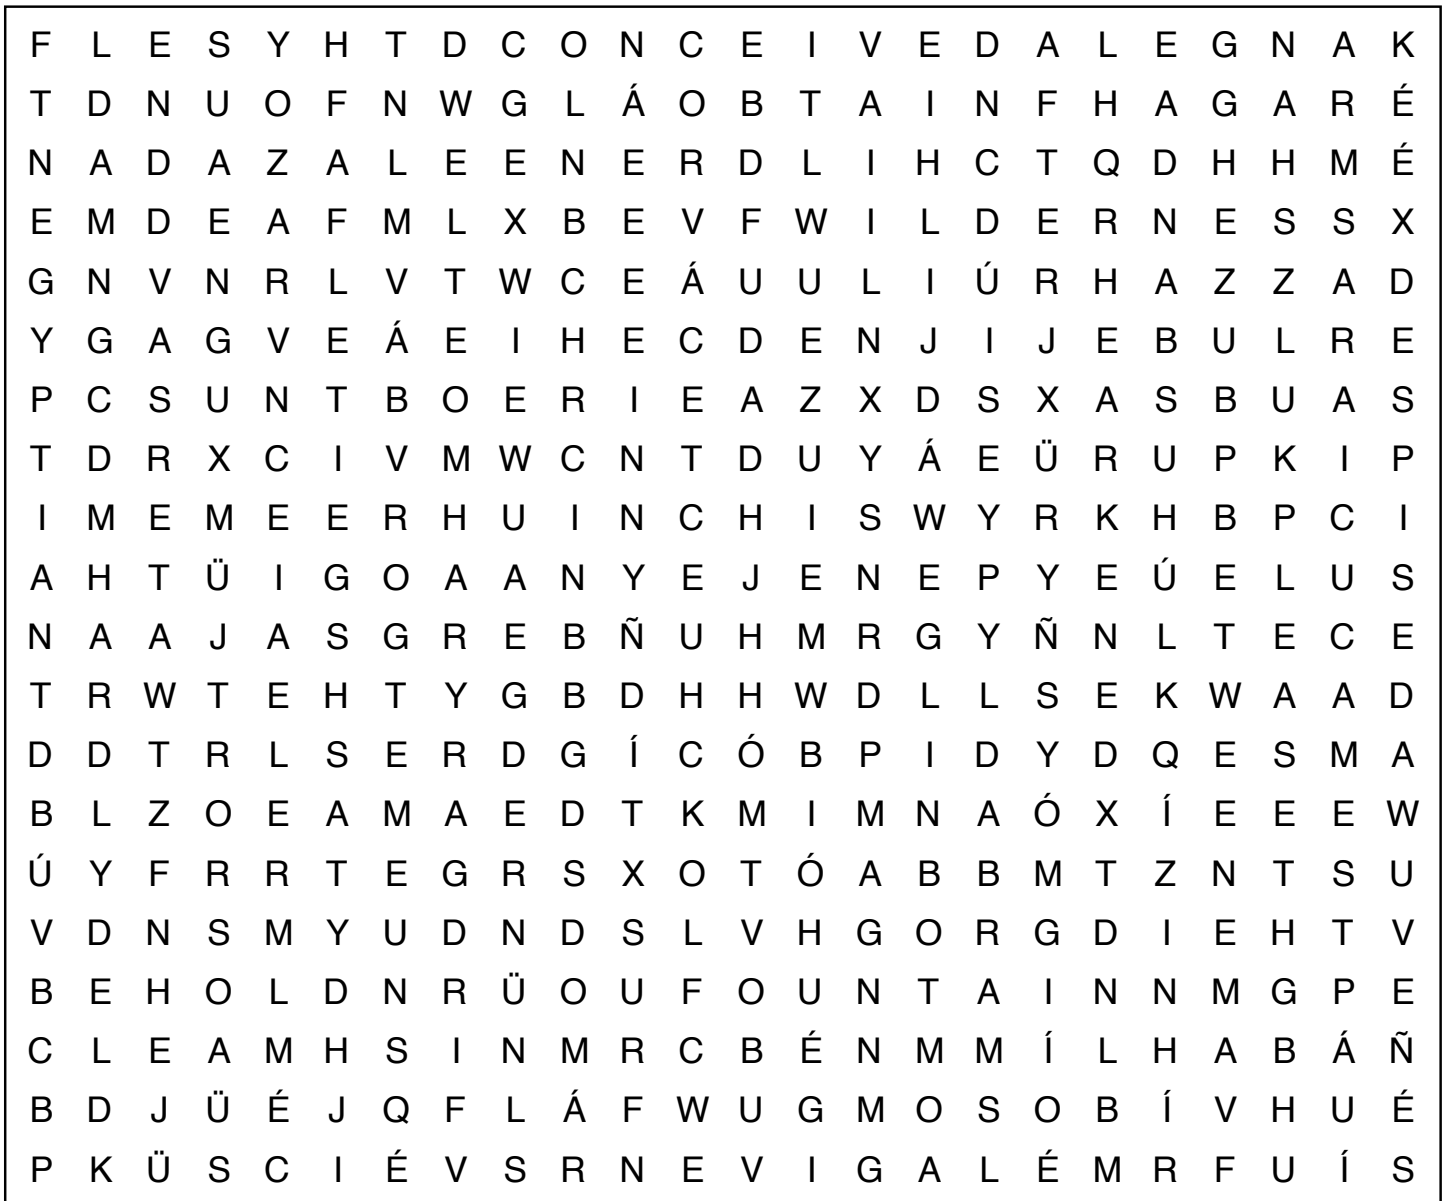 F L E S Y H T D C O N C E I V E D A L E G N A K
T D N U O F N W G L Á O B T A I N F H A G A R É
N A D A Z A L E E N E R D L I H C T Q D H H M É
E M D E A F M L X B E V F W I L D E R N E S S X
G N V N R L V T W C E Á U U L I Ú R H A Z Z A D
Y G A G V E Á E I H E C D E N J I J E B U L R E
P C S U N T B O E R I E A Z X D S X A S B U A S
T D R X C I V M W C N T D U Y Á E Ü R U P K I P
I M E M E E R H U I N C H I S W Y R K H B P C I
A H T Ü I G O A A N Y E J E N E P Y E Ú E L U S
N A A J A S G R E B Ñ U H M R G Y Ñ N L T E C E
T R W T E H T Y G B D H H W D L L S E K W A A D
D D T R L S E R D G Í C Ó B P I D Y D Q E S M A
B L Z O E A M A E D T K M I M N A Ó X Í E E E W
Ú Y F R R T E G R S X O T Ó A B B M T Z N T S U
V D N S M Y U D N D S L V H G O R G D I E H T V
B E H O L D N R Ü O U F O U N T A I N N M G P E
C L E A M H S I N M R C B É N M M Í L H A B Á Ñ
B D J Ü É J Q F L Á F W U G M O S O B Í V H U É
P K Ü S C I É V S R N E V I G A L É M R F U Í S